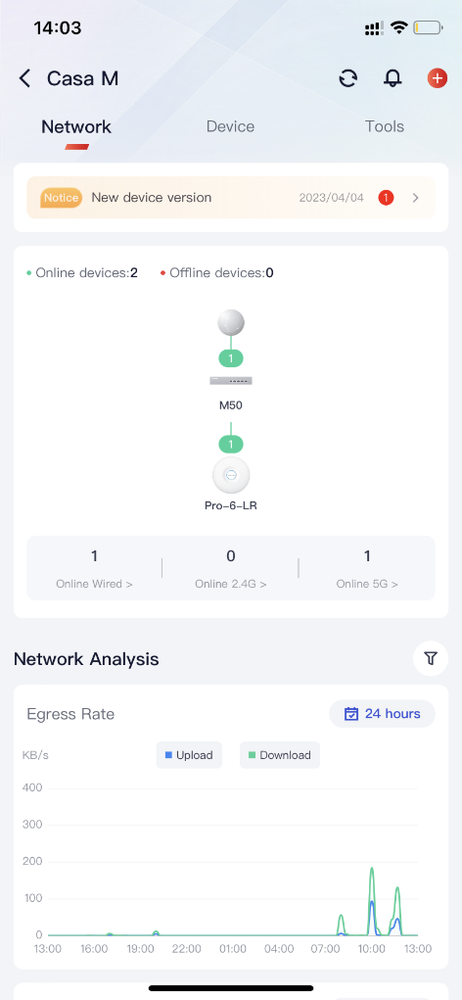 14:03
Casa M
Network Device Tools
Notice New device version 2023/04/04 1
Online devices:2 Offline devices:0
1
M50
1
Pro-6-LR
1 0 1
Online Wired > Online 2.4G > Online 5G >
Network Analysis
Egress Rate 24 hours
KB/s Upload Download
400
300
200
100
0
13:00 16:00 19:00 22:00 01:00 04:00 07:00 10:00 13:00